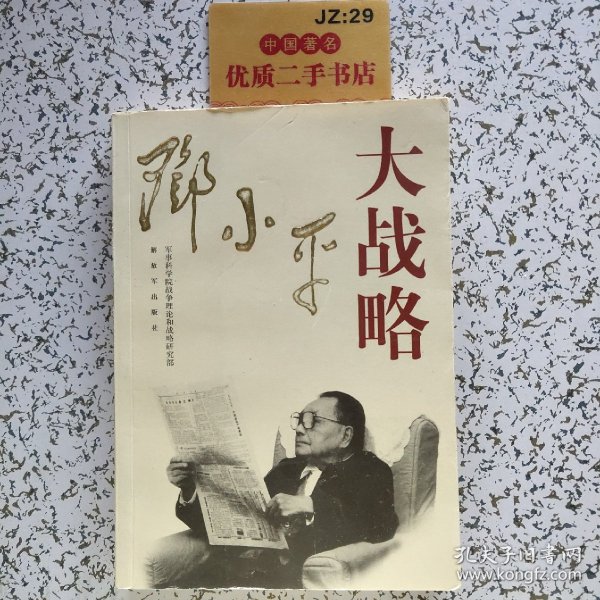 JZ:29
中国著名
优质二手书店
鄧小平
大战略
军事科学院战争理论和战略研究部
解放军出版社
孔夫子旧书网
www.kongfz.com